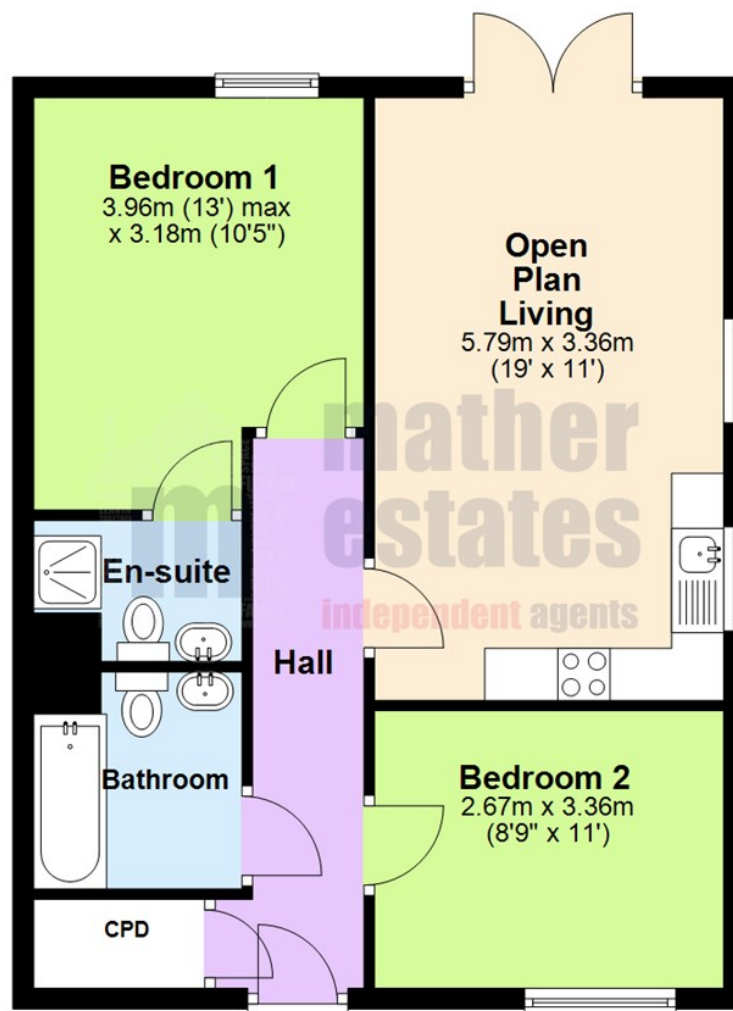 Bedroom 1
3.96m (13') max
x 3.18m (10'5")
Open
Plan
Living
5.79m x 3.36m
(19' x 11')
mather
estates
independent agents
m
En-suite
Hall
Bathroom
Bedroom 2
2.67m x 3.36m
(8'9" x 11')
CPD